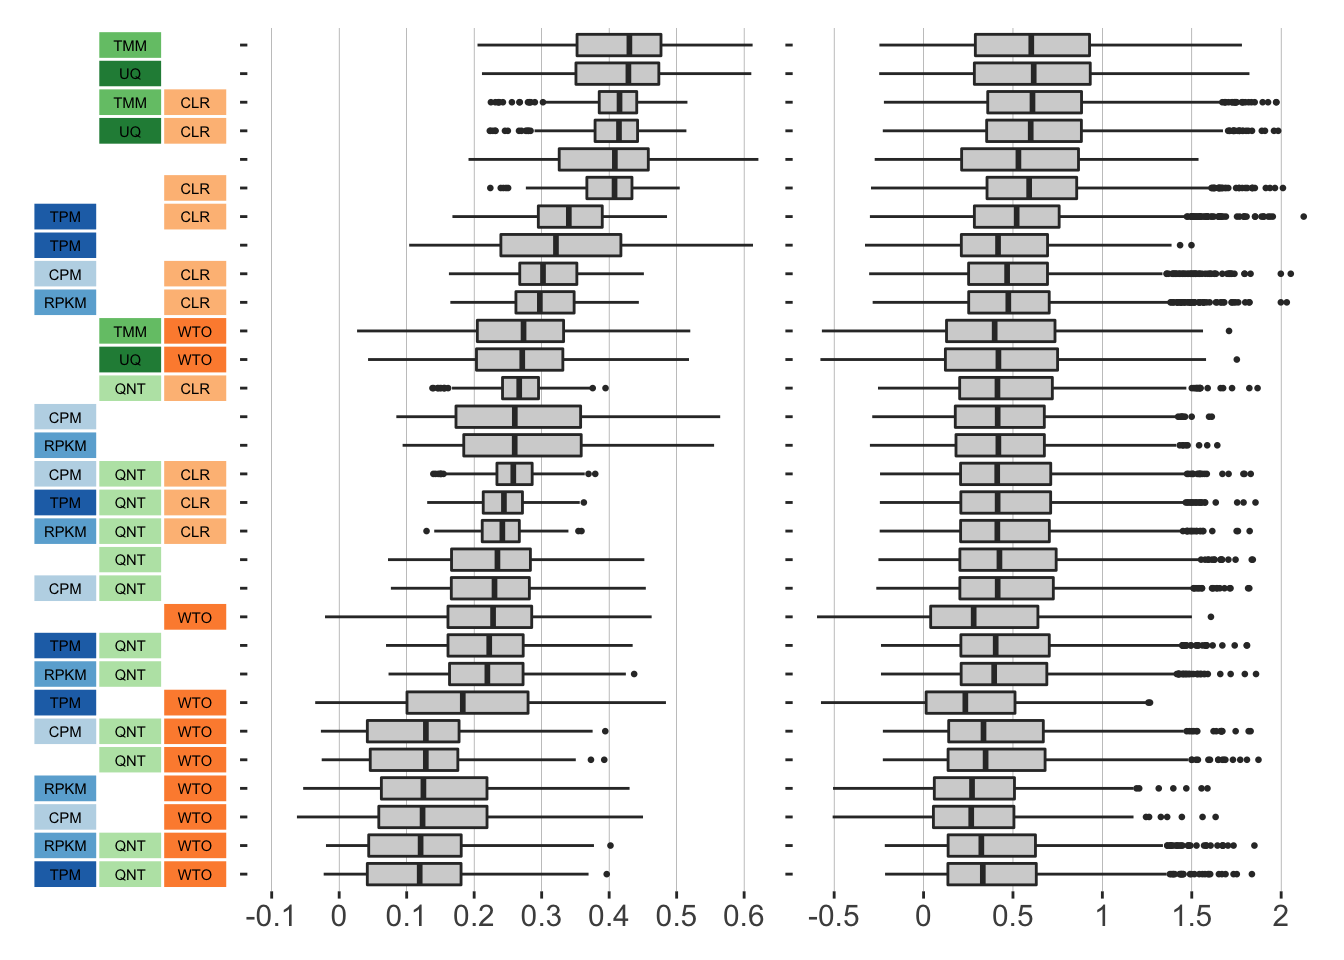 TMM
UQ
TMM CLR
UQ CLR
CLR
TPM CLR
TPM
CPM CLR
RPKM CLR
TMM WTO
UQ WTO
QNT CLR
CPM
RPKM
CPM QNT CLR
TPM QNT CLR
RPKM QNT CLR
QNT
CPM QNT
WTO
TPM QNT
RPKM QNT
TPM WTO
CPM QNT WTO
QNT WTO
RPKM WTO
CPM WTO
RPKM QNT WTO
TPM QNT WTO
-0.1 0 0.1 0.2 0.3 0.4 0.5 0.6 -0.5 0 0.5 1 1.5 2